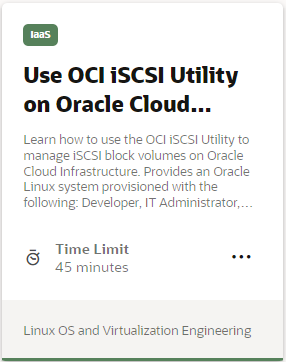 IaaS
Use OCI iSCSI Utility
on Oracle Cloud...
Learn how to use the OCI iSCSI Utility to
manage iSCSI block volumes on Oracle
Cloud Infrastructure. Provides an Oracle
Linux system provisioned with the
following: Developer, IT Administrator,...
Time Limit
45 minutes
Linux OS and Virtualization Engineering